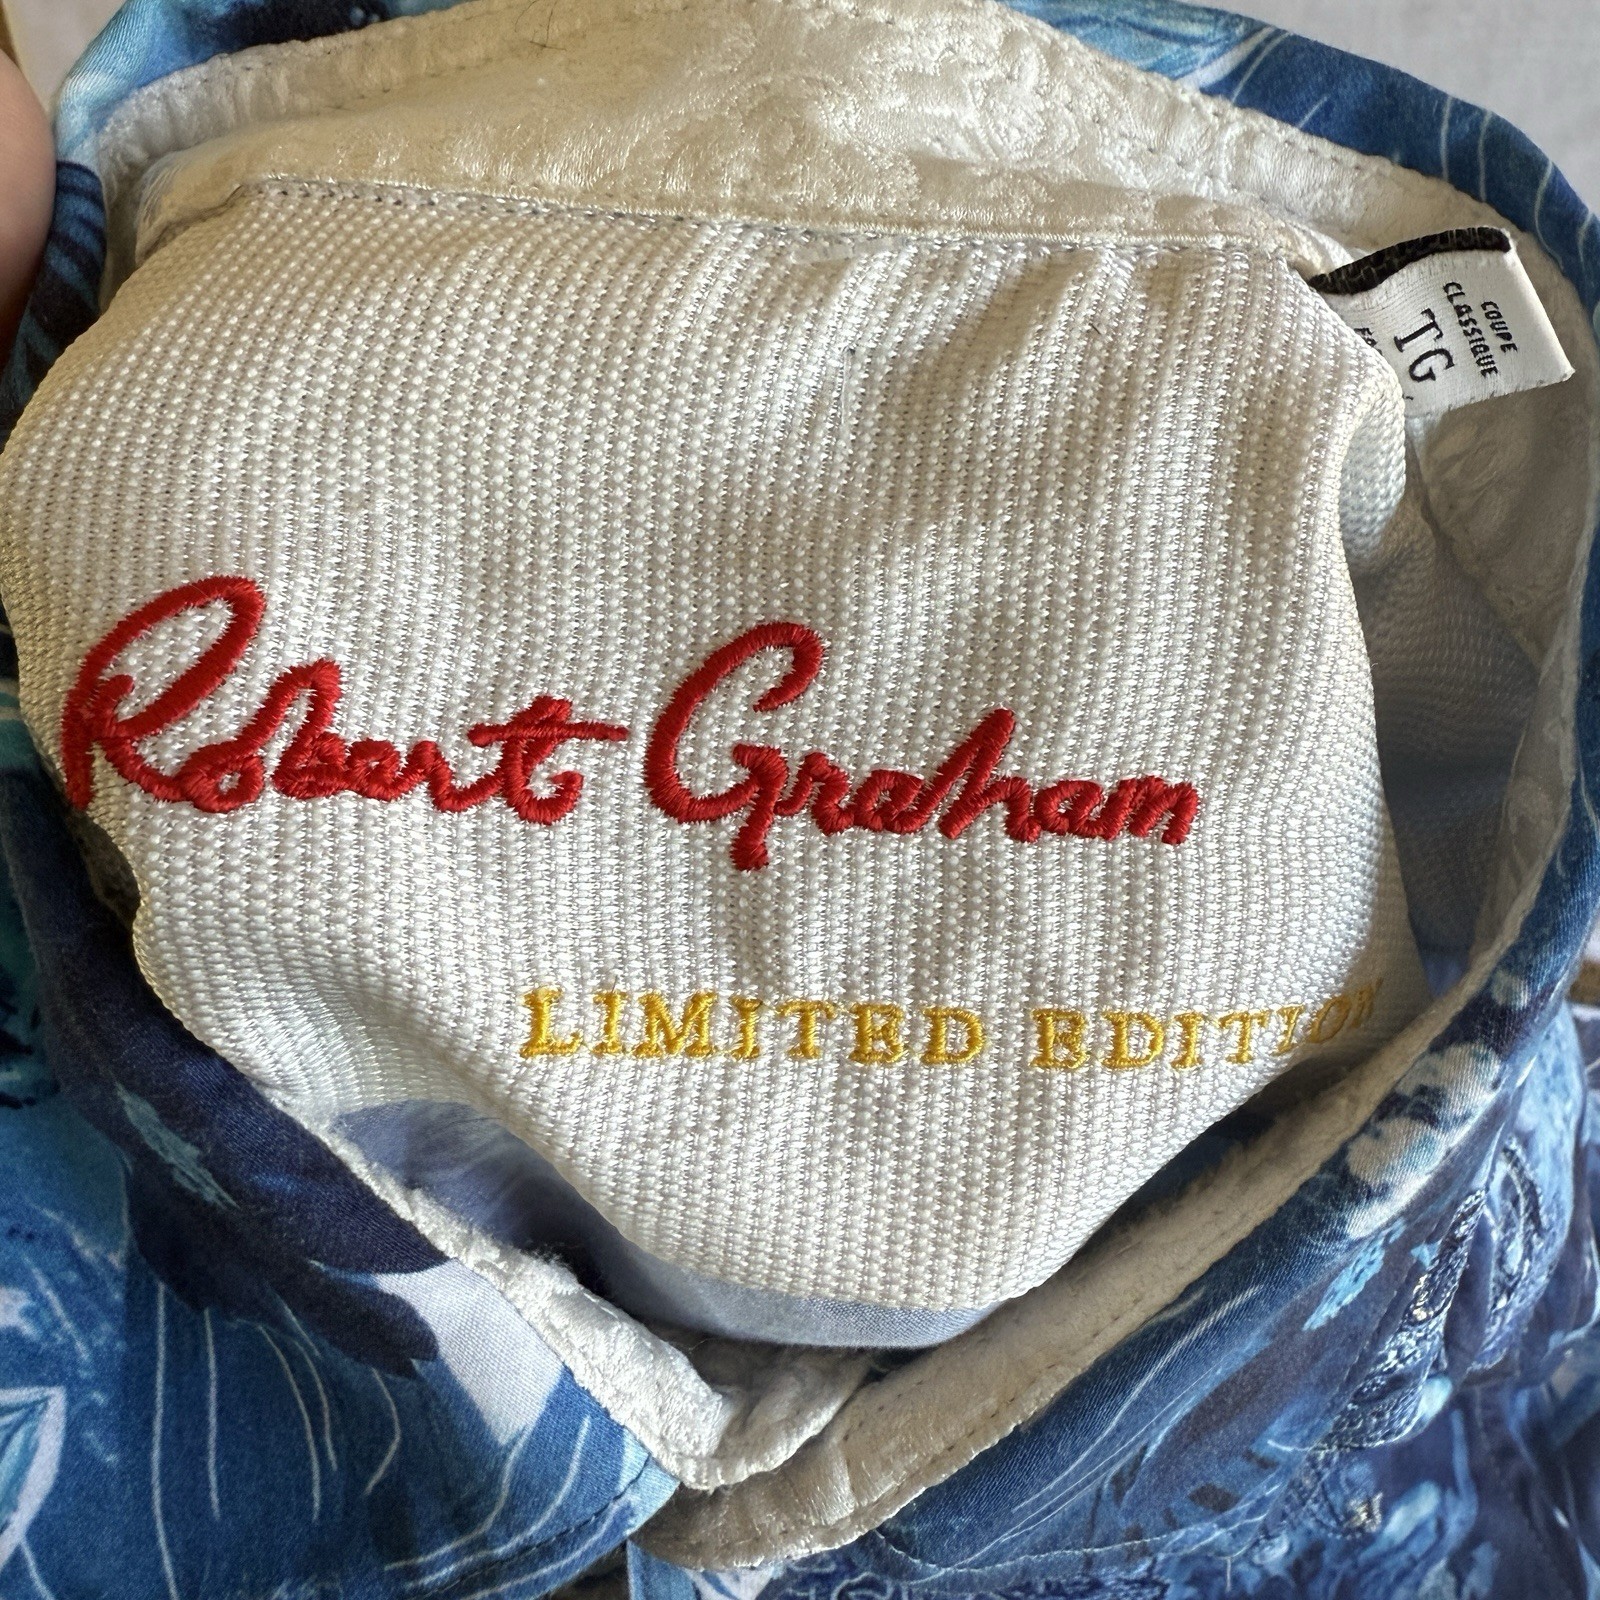 Robert Graham
LIMITED EDITION
COUPE
CLASSIQUE
TG